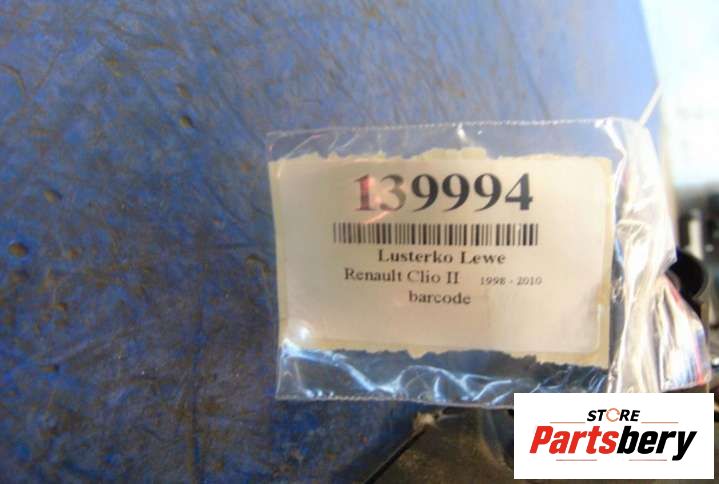 139994
Lusterko Lewe
Renault Clio II 1998 - 2010
barcode
STORE
Partsbery